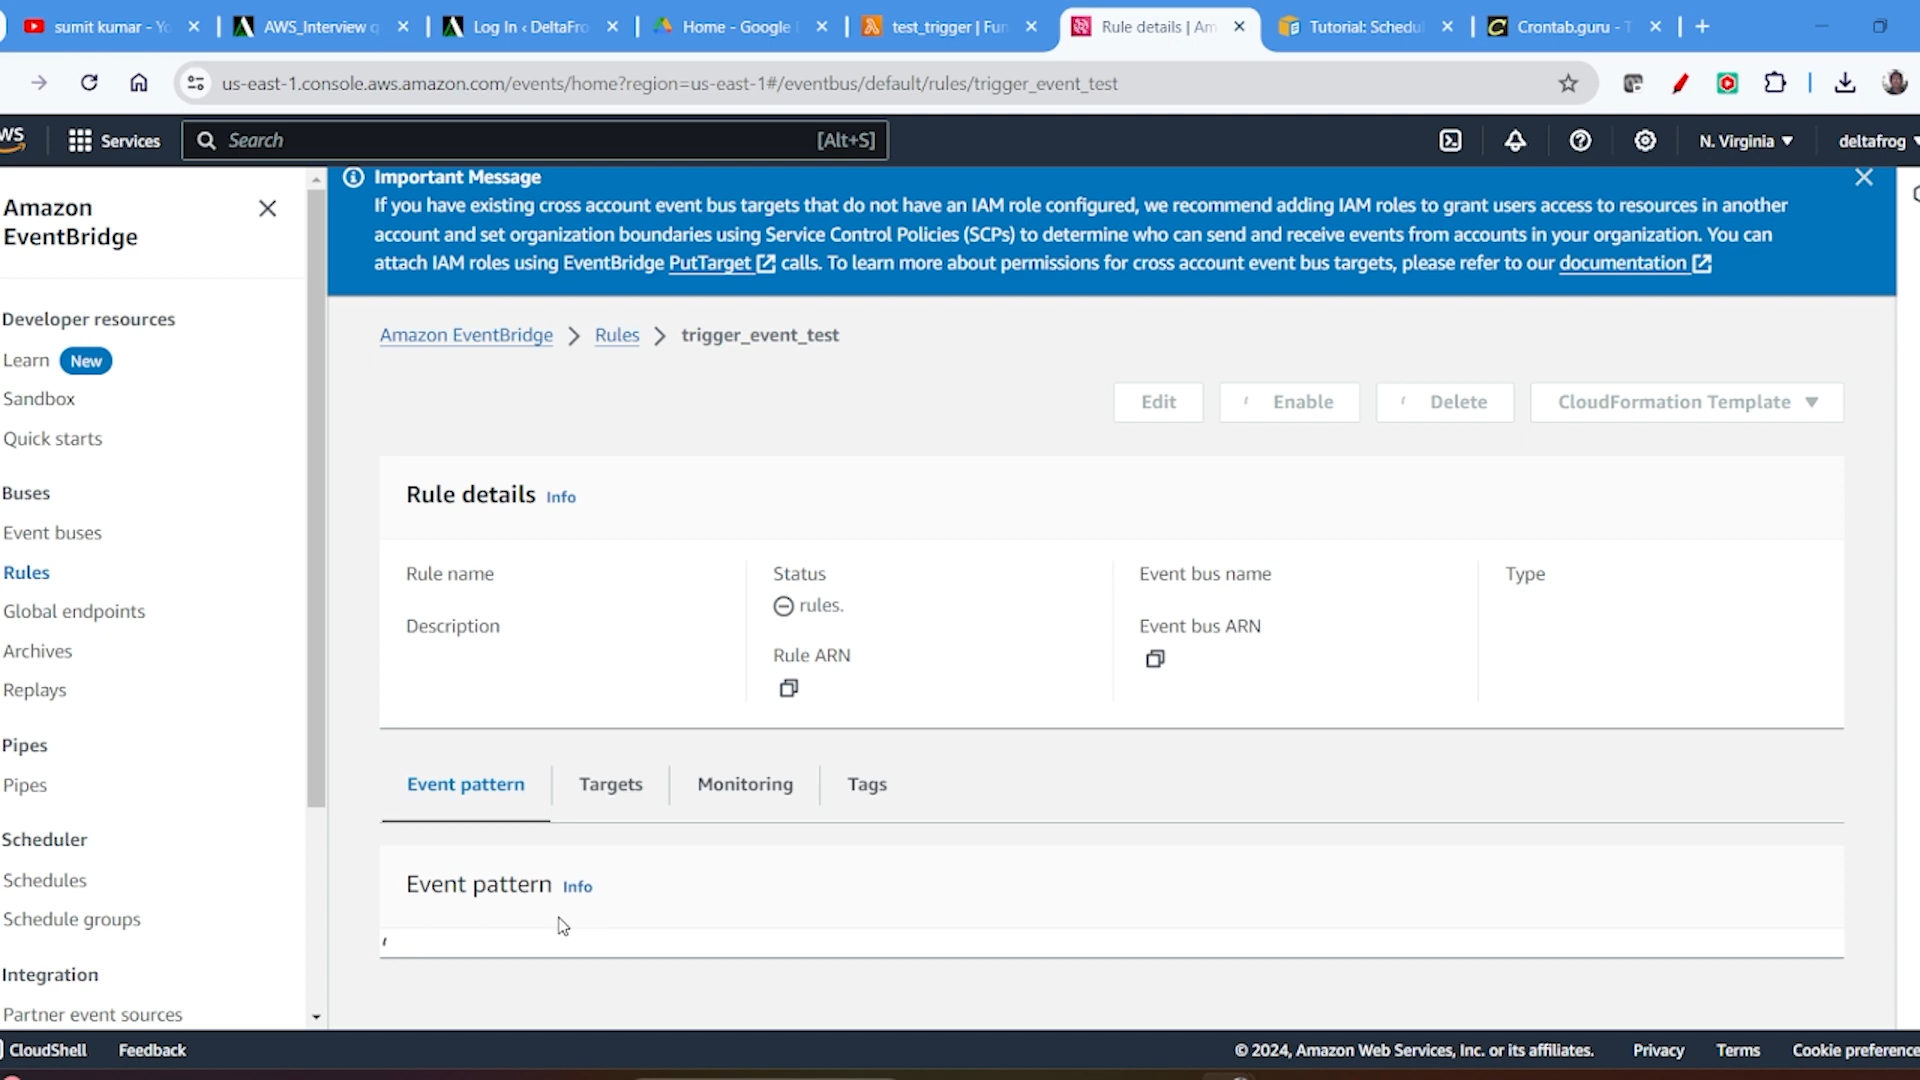 sumit kumar - Yo
AWS_Interview q
Log In ‹ DeltaFro
Home - Google
test_trigger | Fun
Rule details | Am
Tutorial: Schedul
Crontab.guru - T
us-east-1.console.aws.amazon.com/events/home?region=us-east-1#/eventbus/default/rules/trigger_event_test
Services
Search
[Alt+S]
N. Virginia
deltafrog
Amazon
EventBridge
Developer resources
Learn New
Sandbox
Quick starts
Buses
Event buses
Rules
Global endpoints
Archives
Replays
Pipes
Pipes
Scheduler
Schedules
Schedule groups
Integration
Partner event sources
Important Message
If you have existing cross account event bus targets that do not have an IAM role configured, we recommend adding IAM roles to grant users access to resources in another
account and set organization boundaries using Service Control Policies (SCPs) to determine who can send and receive events from accounts in your organization. You can
attach IAM roles using EventBridge PutTarget calls. To learn more about permissions for cross account event bus targets, please refer to our documentation
Amazon EventBridge > Rules > trigger_event_test
Edit
Enable
Delete
CloudFormation Template
Rule details Info
Rule name
Description
Status
rules.
Rule ARN
Event bus name
Event bus ARN
Type
Event pattern
Targets
Monitoring
Tags
Event pattern Info
CloudShell
Feedback
© 2024, Amazon Web Services, Inc. or its affiliates.
Privacy
Terms
Cookie preference